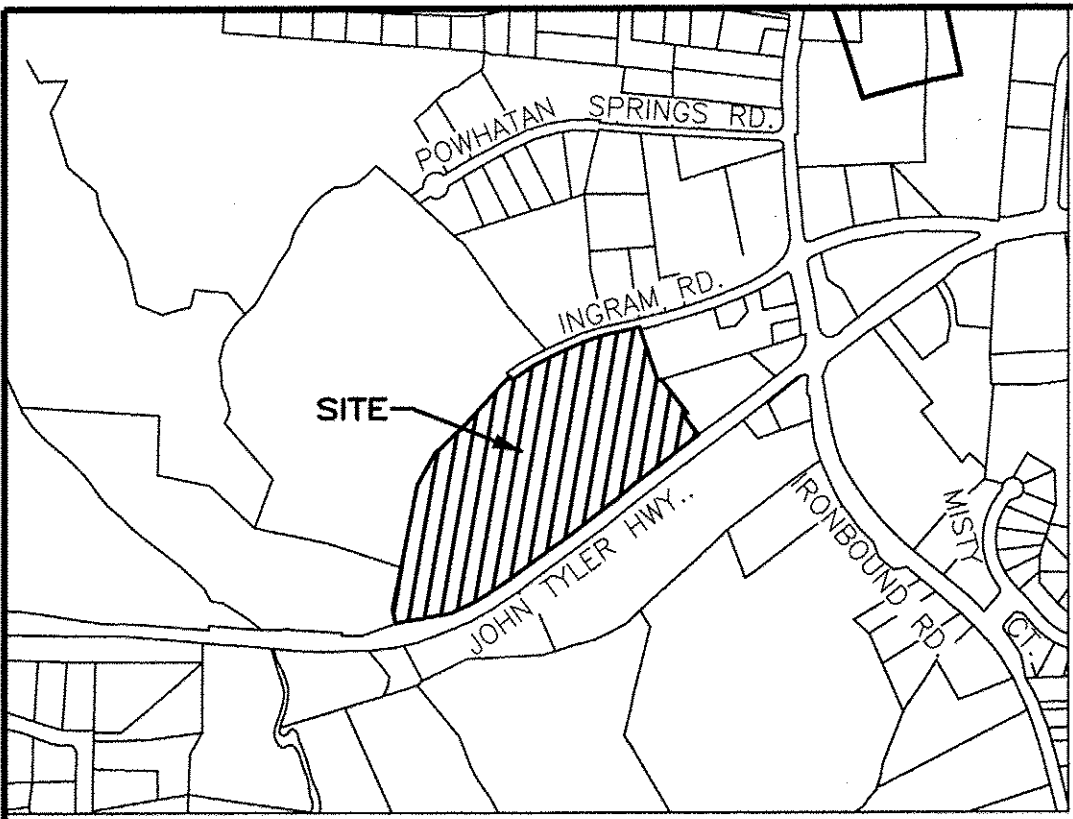 POWHATAN SPRINGS RD.
INGRAM RD.
SITE
JOHN TYLER HWY..
IRONBOUND RD.
MISTY CT.